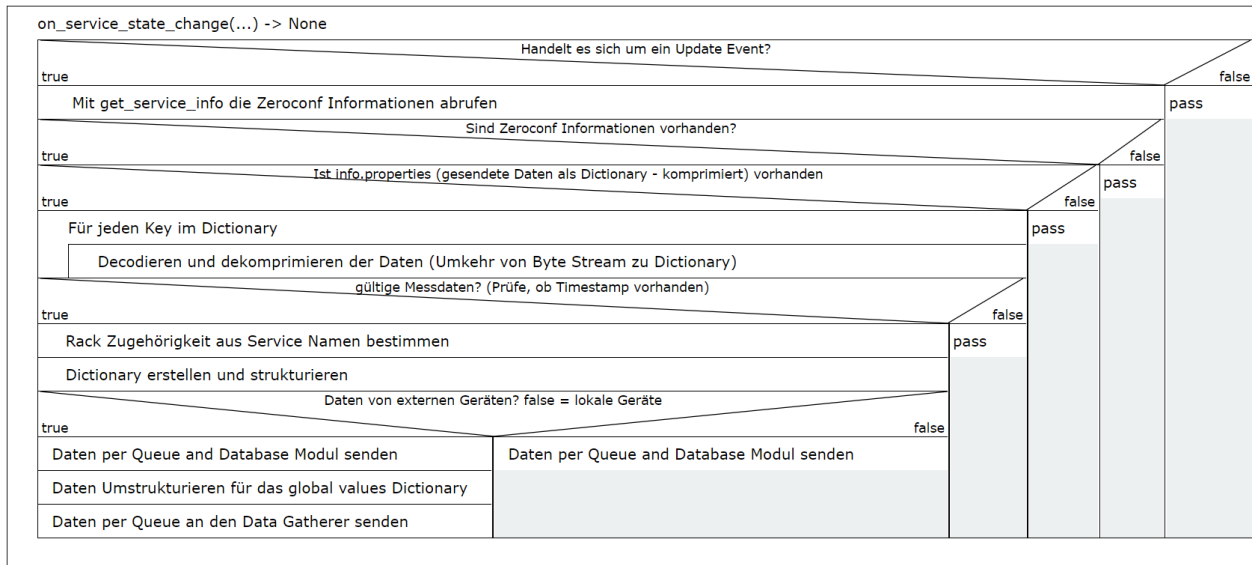 on_service_state_change(...) -> None
Handelt es sich um ein Update Event?
true
false
Mit get_service_info die Zeroconf Informationen abrufen
pass
Sind Zeroconf Informationen vorhanden?
true
false
Ist info.properties (gesendete Daten als Dictionary - komprimiert) vorhanden
pass
true
false
Für jeden Key im Dictionary
pass
Decodieren und dekomprimieren der Daten (Umkehr von Byte Stream zu Dictionary)
gültige Messdaten? (Prüfe, ob Timestamp vorhanden)
true
false
Rack Zugehörigkeit aus Service Namen bestimmen
pass
Dictionary erstellen und strukturieren
Daten von externen Geräten? false = lokale Geräte
true
false
Daten per Queue and Database Modul senden
Daten per Queue and Database Modul senden
Daten Umstrukturieren für das global values Dictionary
Daten per Queue an den Data Gatherer senden